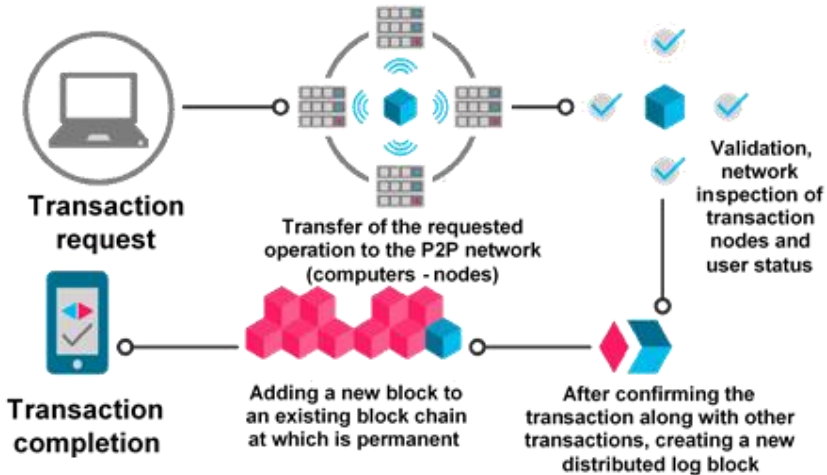 Transaction
request
Transfer of the requested
operation to the P2P network
(computers - nodes)
Validation,
network
inspection of
transaction
nodes and
user status
After confirming the
transaction along with other
transactions, creating a new
distributed log block
Adding a new block to
an existing block chain
at which is permanent
Transaction
completion